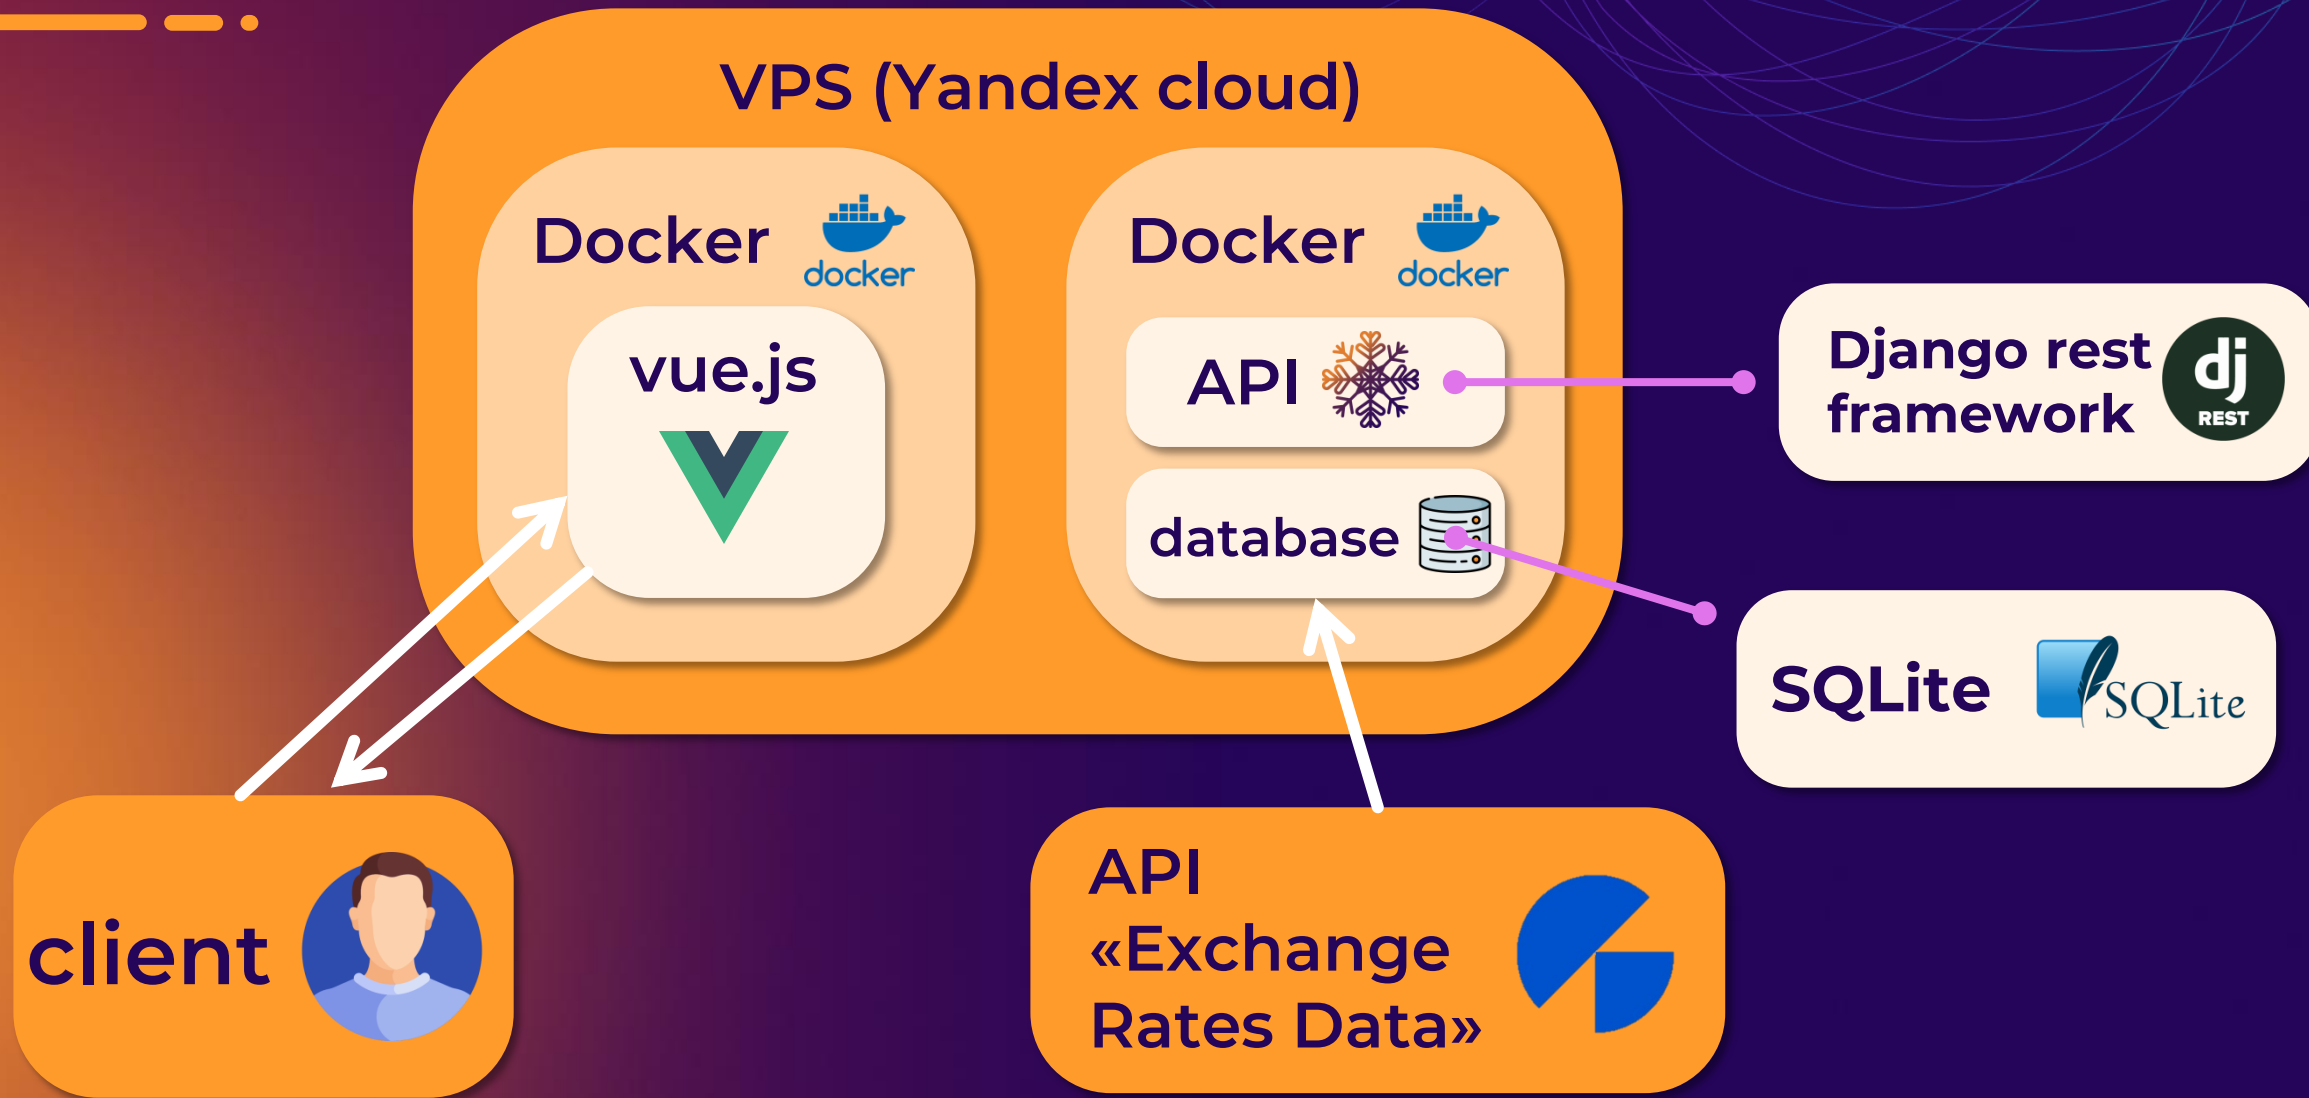 VPS (Yandex cloud)
Docker
docker
vue.js
Docker
docker
API
database
Django rest
framework
dj
REST
SQLite
SQLite
client
API
«Exchange
Rates Data»